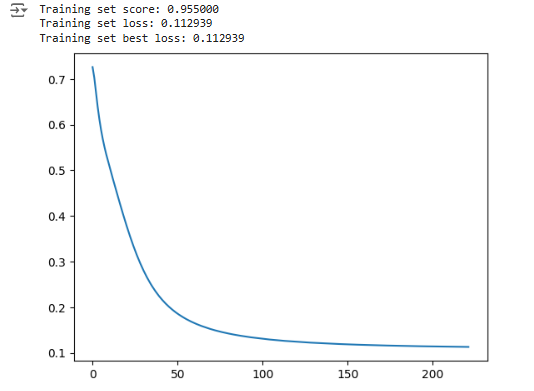 Training set score: 0.955000
Training set loss: 0.112939
Training set best loss: 0.112939
0.7
0.6
0.5
0.4
0.3
0.2
0.1
0 50 100 150 200